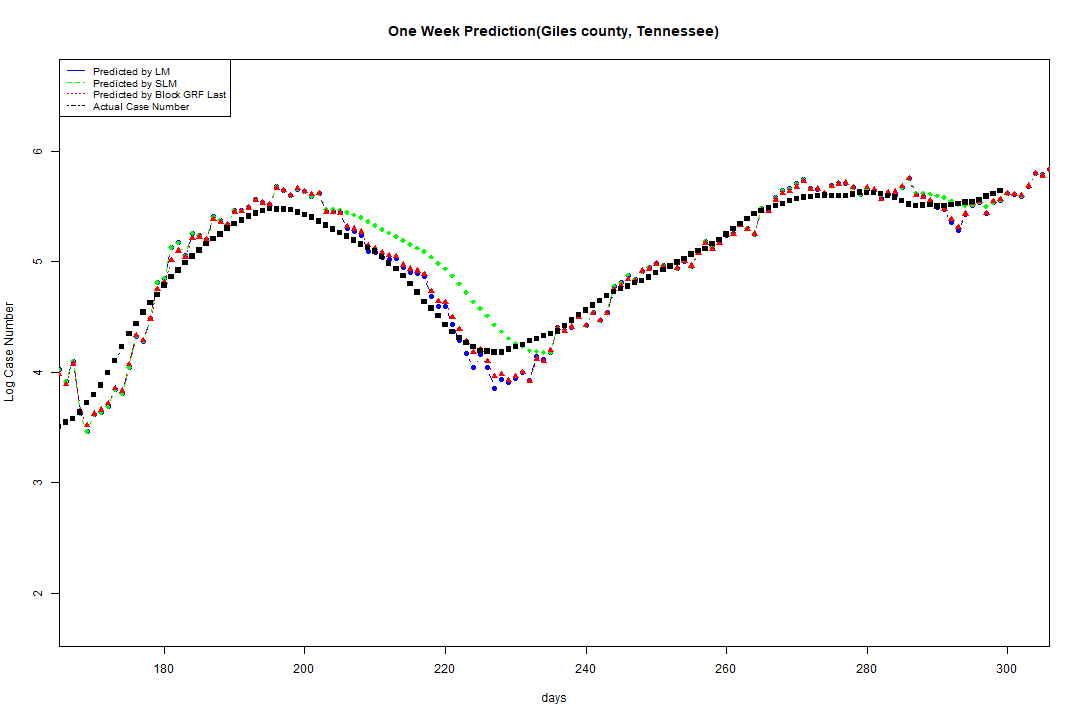 One Week Prediction(Giles county, Tennessee)
Predicted by LM
Predicted by SLM
Predicted by Block GRF Last
Actual Case Number
6
5
4
3
2
Log Case Number
180 200 220 240 260 280 300
days